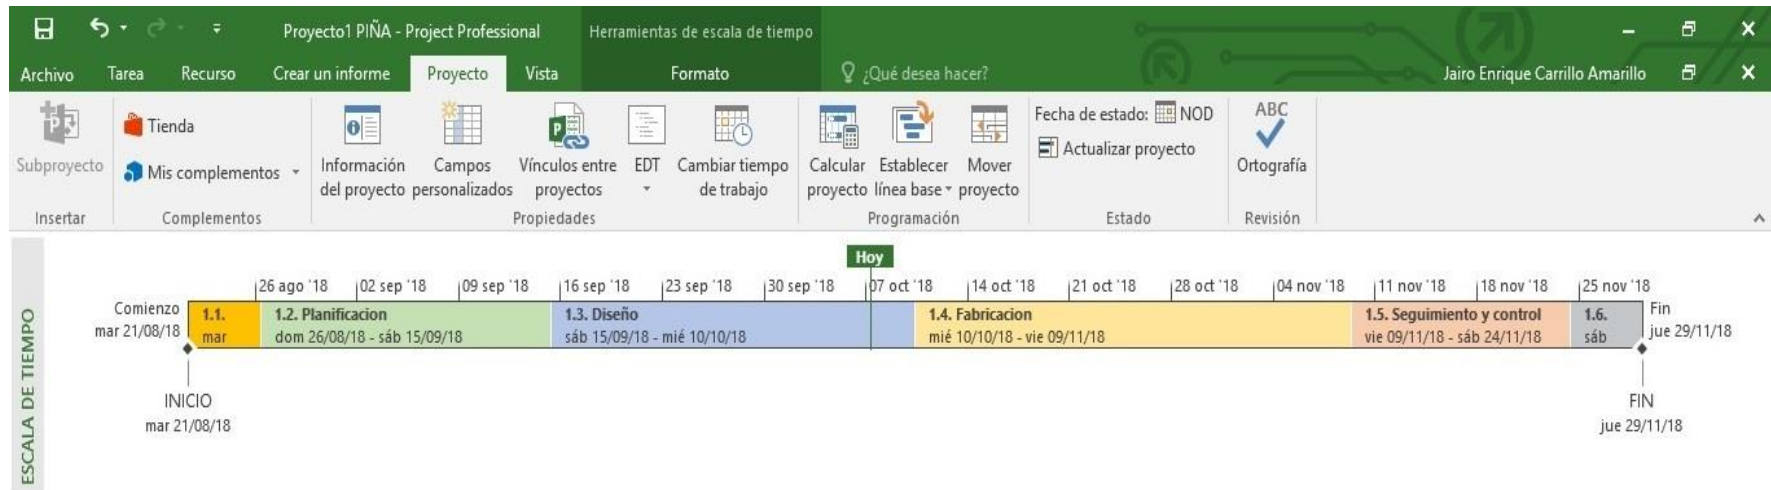 Proyecto1 PIÑA - Project Professional
Herramientas de escala de tiempo
Archivo Tarea Recurso Crear un informe Proyecto Vista Formato ¿Qué desea hacer? Jairo Enrique Carrillo Amarillo
Subproyecto
Tienda
Mis complementos
Información del proyecto
Campos personalizados
Vínculos entre proyectos
EDT
Cambiar tiempo de trabajo
Calcular proyecto
Establecer línea base
Mover proyecto
Fecha de estado: NOD
Actualizar proyecto
ABC
Ortografía
Insertar Complementos Propiedades Programación Estado Revisión
Hoy
26 ago '18 02 sep '18 09 sep '18 16 sep '18 23 sep '18 30 sep '18 07 oct '18 14 oct '18 21 oct '18 28 oct '18 04 nov '18 11 nov '18 18 nov '18 25 nov '18
Comienzo
mar 21/08/18
1.1.
mar
1.2. Planificacion
dom 26/08/18 - sáb 15/09/18
1.3. Diseño
sáb 15/09/18 - mié 10/10/18
1.4. Fabricacion
mié 10/10/18 - vie 09/11/18
1.5. Seguimiento y control
vie 09/11/18 - sáb 24/11/18
1.6.
sáb
Fin
jue 29/11/18
INICIO
mar 21/08/18
FIN
jue 29/11/18
ESCALA DE TIEMPO